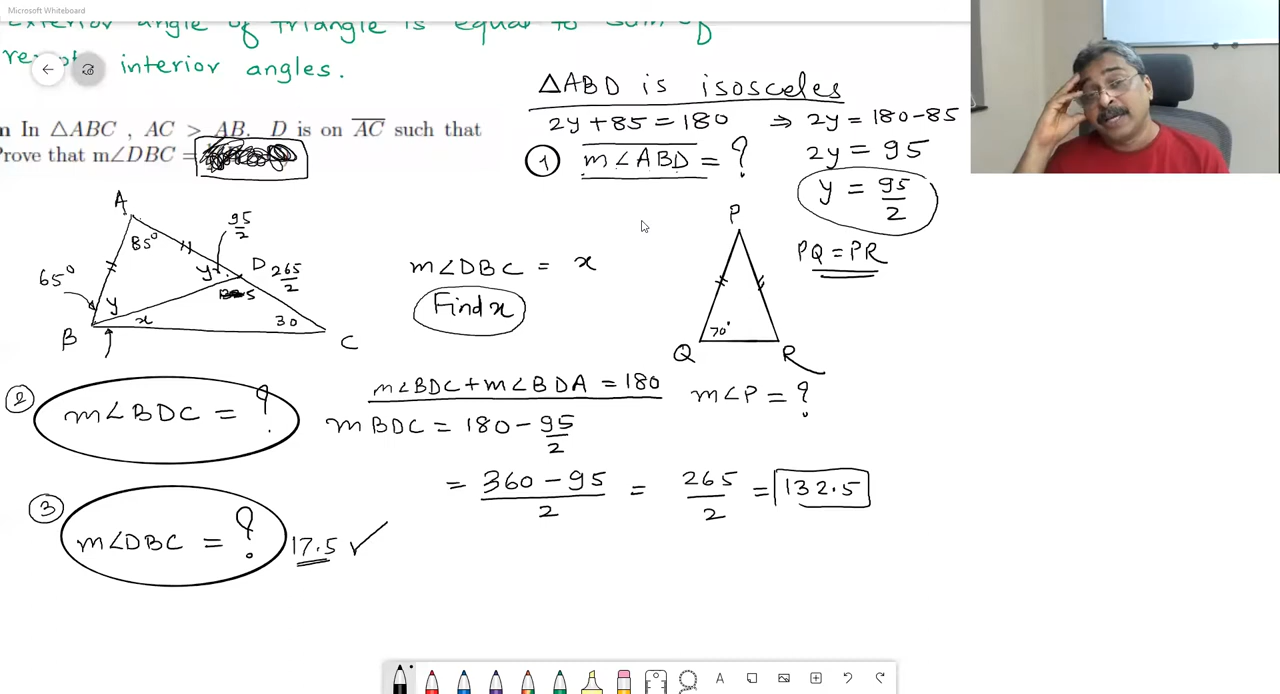 Microsoft Whiteboard
Exterior angle of triangle is equal to sum of
interior angles.
n In △ABC , AC > AB. D is on AC such that
Prove that m∠DBC =
△ABD is isosceles
2y + 85 = 180 ⇒ 2y = 180 - 85
① m∠ABD = ?
2y = 95
y = 95/2
PQ = PR
A
85°
95/2
65°
y
D
265/2
y
x
30
B
C
m∠DBC = x
Find x
P
70°
Q
R
m∠P = ?
② m∠BDC = ?
m∠BDC + m∠BDA = 180
mBDC = 180 - 95/2
= 360 - 95/2 = 265/2 = 132.5
③ m∠DBC = ? 17.5 ✓
A